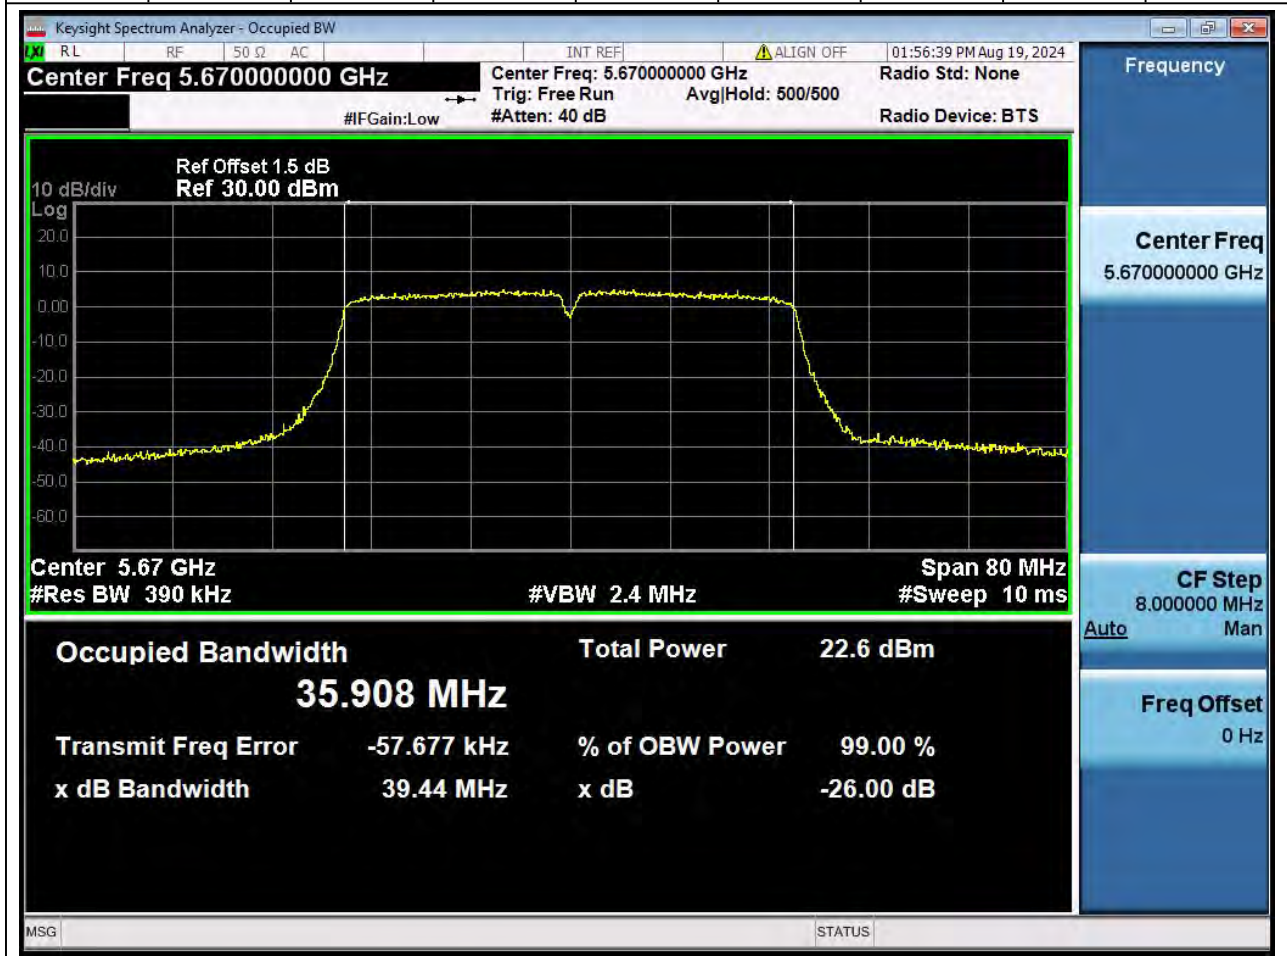 Keysight Spectrum Analyzer - Occupied BW
LXI RL RF 50 Ω AC INT REF ALIGN OFF 01:56:39 PM Aug 19, 2024
Center Freq 5.670000000 GHz Center Freq: 5.670000000 GHz Radio Std: None
Trig: Free Run Avg|Hold: 500/500
#IFGain:Low #Atten: 40 dB Radio Device: BTS
Ref Offset 1.5 dB
10 dB/div Ref 30.00 dBm
Log
20.0
10.0
0.00
-10.0
-20.0
-30.0
-40.0
-50.0
-60.0
Center 5.67 GHz Span 80 MHz
#Res BW 390 kHz #VBW 2.4 MHz #Sweep 10 ms
Occupied Bandwidth Total Power 22.6 dBm
35.908 MHz
Transmit Freq Error -57.677 kHz % of OBW Power 99.00 %
x dB Bandwidth 39.44 MHz x dB -26.00 dB
Frequency
Center Freq
5.670000000 GHz
CF Step
8.000000 MHz
Auto Man
Freq Offset
0 Hz
MSG STATUS